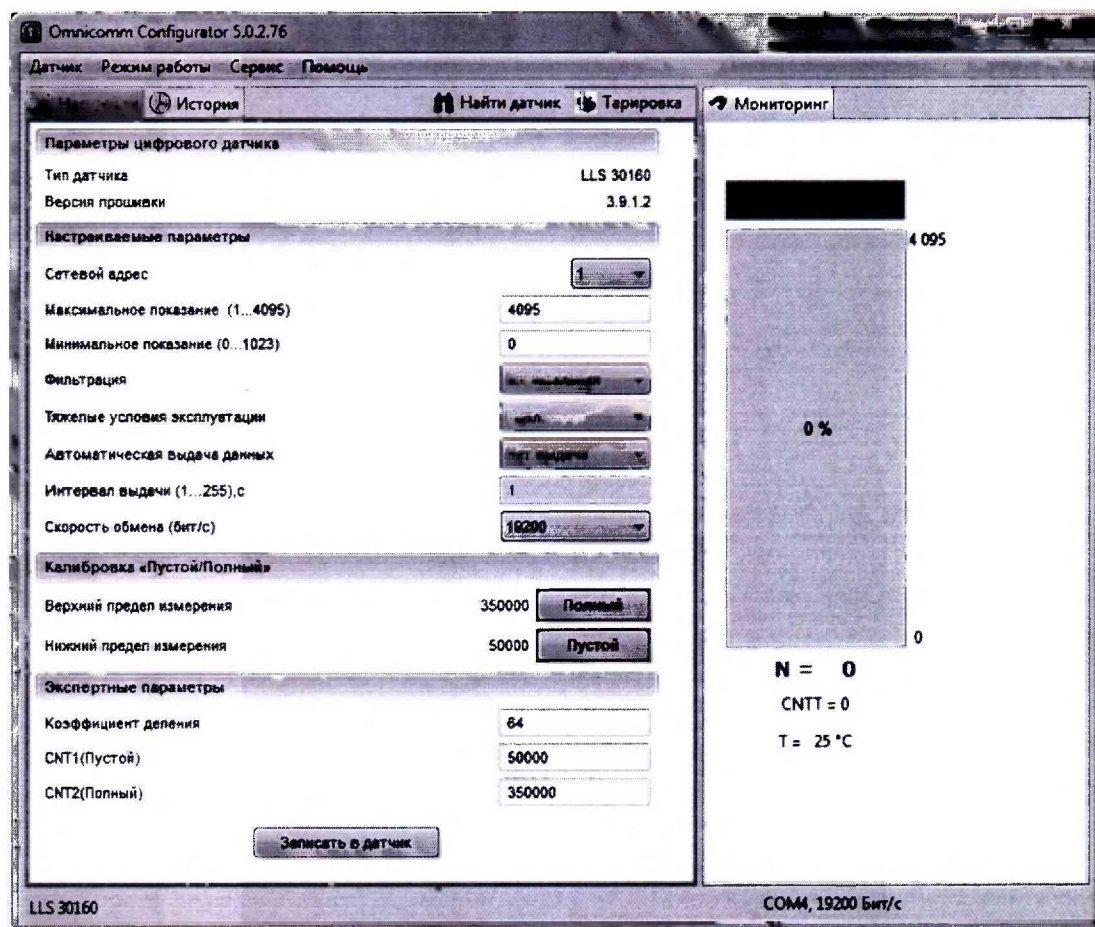 Omnicomm Configurator 5.0.2.76
Датчик Режим работы Сервис Помощь
История Найти датчик Тарировка Мониторинг
Параметры цифрового датчика
Тип датчика LLS 30160
Версия прошивки 3.9.1.2
Настраиваемые параметры
4 095
Сетевой адрес 1
Максимальное показание (1...4095) 4095
Минимальное показание (0...1023) 0
Фильтрация
Тяжелые условия эксплуатации
0 %
Автоматическая выдача данных
Интервал выдачи (1...255),с 1
Скорость обмена (бит/с) 19200
Калибровка «Пустой/Полный»
Верхний предел измерения 350000 Полный
Нижний предел измерения 50000 Пустой
0
N = 0
Экспертные параметры
CNTT = 0
Коэффициент деления 64
T = 25 °C
CNT1(Пустой) 50000
CNT2(Полный) 350000
Записать в датчик
LLS 30160 COM4, 19200 Бит/с